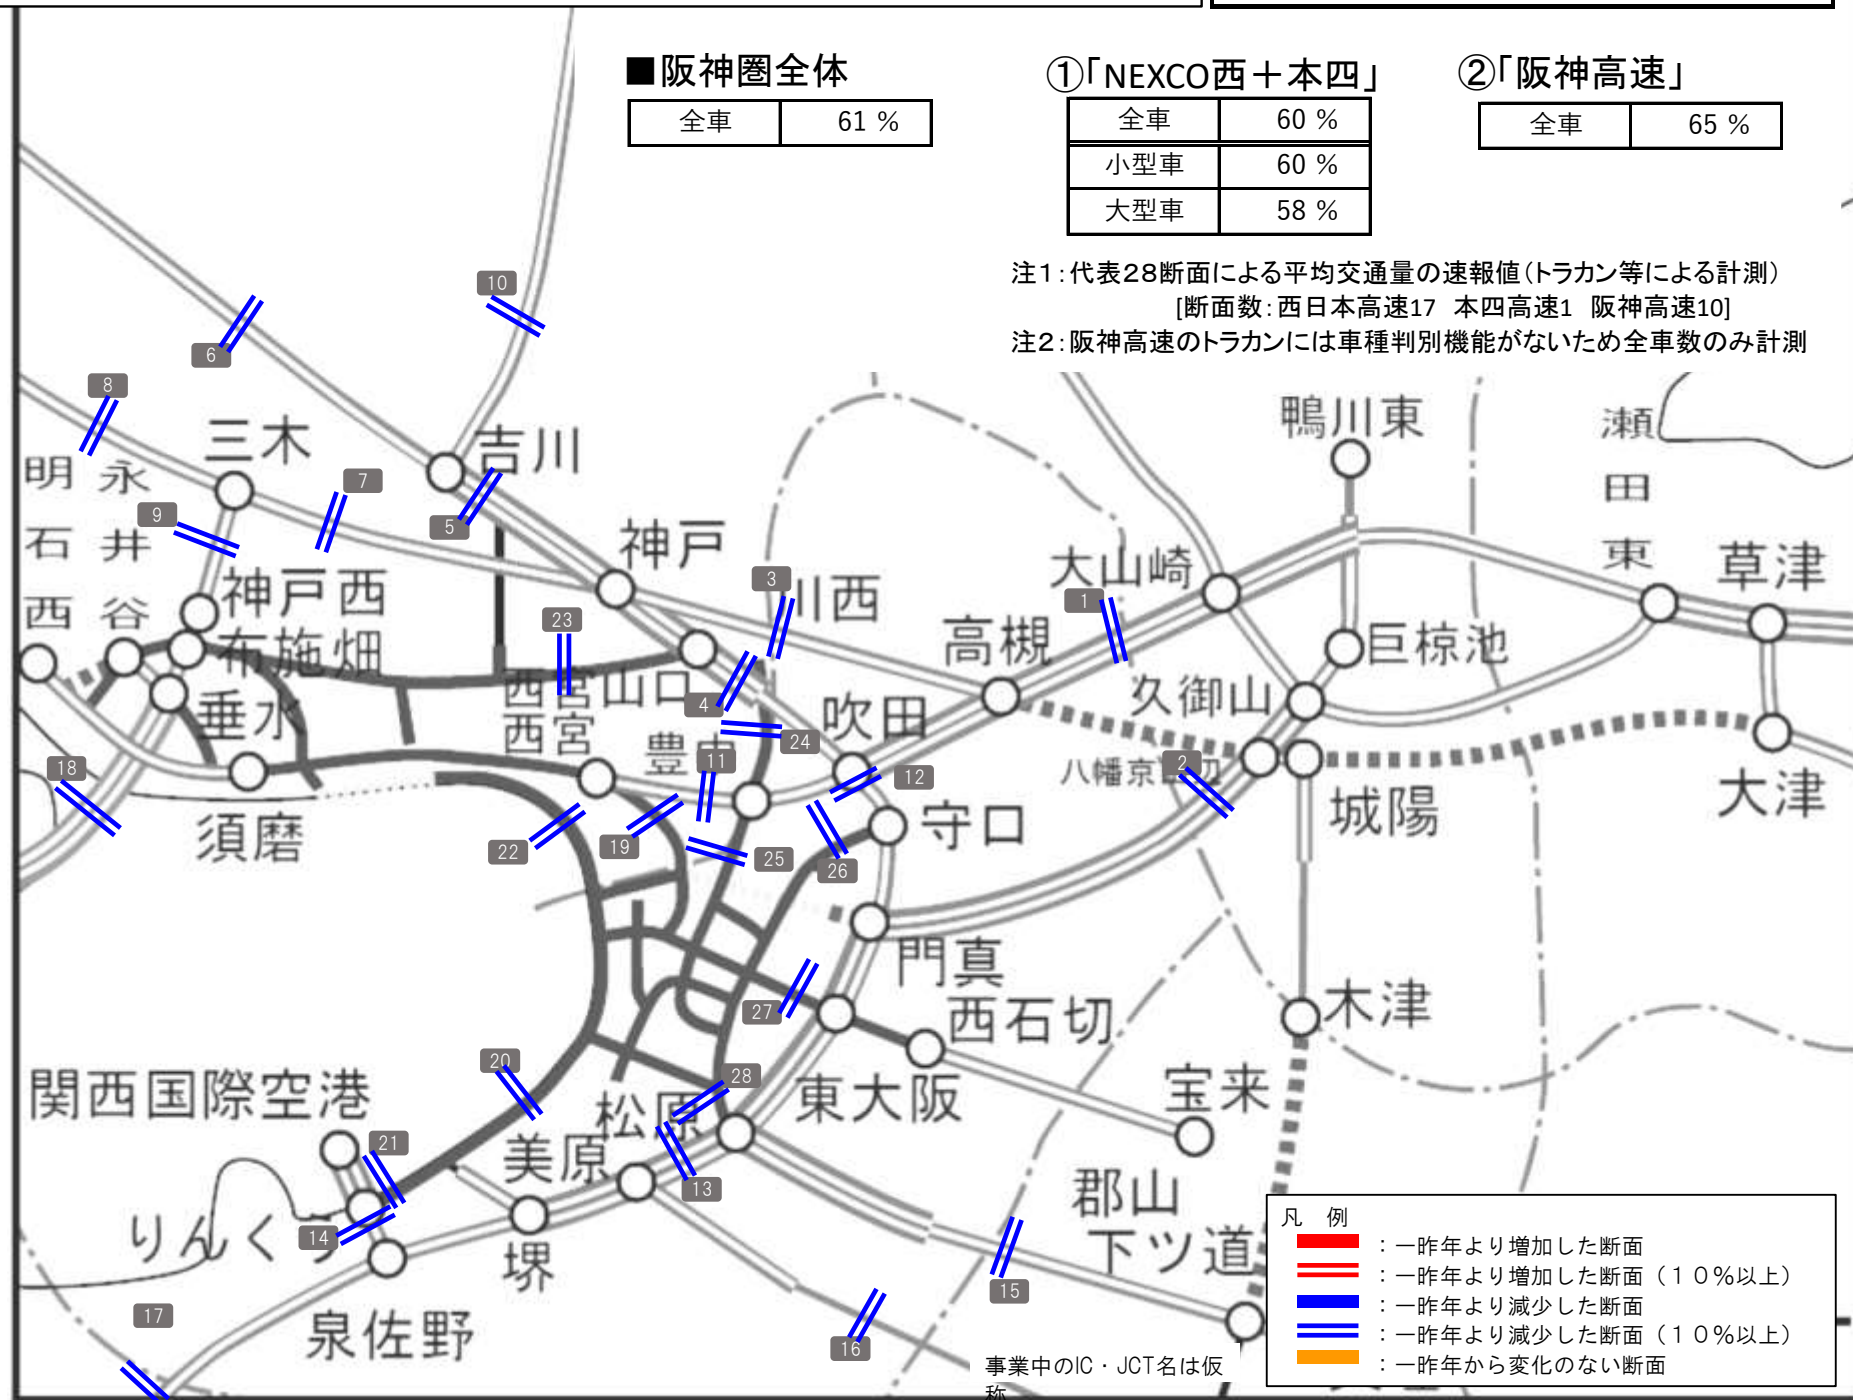 ■阪神圏全体
全車 61 %
①「NEXCO西＋本四」
全車 60 %
小型車 60 %
大型車 58 %
②「阪神高速」
全車 65 %
注１：代表２８断面による平均交通量の速報値（トラカン等による計測）
［断面数：西日本高速17 本四高速1 阪神高速10］
注２：阪神高速のトラカンには車種判別機能がないため全車数のみ計測
10
6
8
三木
吉川
鴨川東
瀬田東
明石西
永井谷
7
9
5
神戸
大山崎
草津
3
川西
1
神戸西
布施畑
23
高槻
巨椋池
西宮山口
西宮
4
久御山
垂水
吹田
24
豊中
11
12
2
八幡京田辺
18
須磨
城陽
大津
守口
22
19
25
26
門真
27
西石切
木津
20
28
関西国際空港
松原
東大阪
宝来
21
美原
13
郡山
下ツ道
りんくう
14
堺
15
17
泉佐野
16
事業中のIC・JCT名は仮
称
凡 例
：一昨年より増加した断面
：一昨年より増加した断面（１０％以上）
：一昨年より減少した断面
：一昨年より減少した断面（１０％以上）
：一昨年から変化のない断面